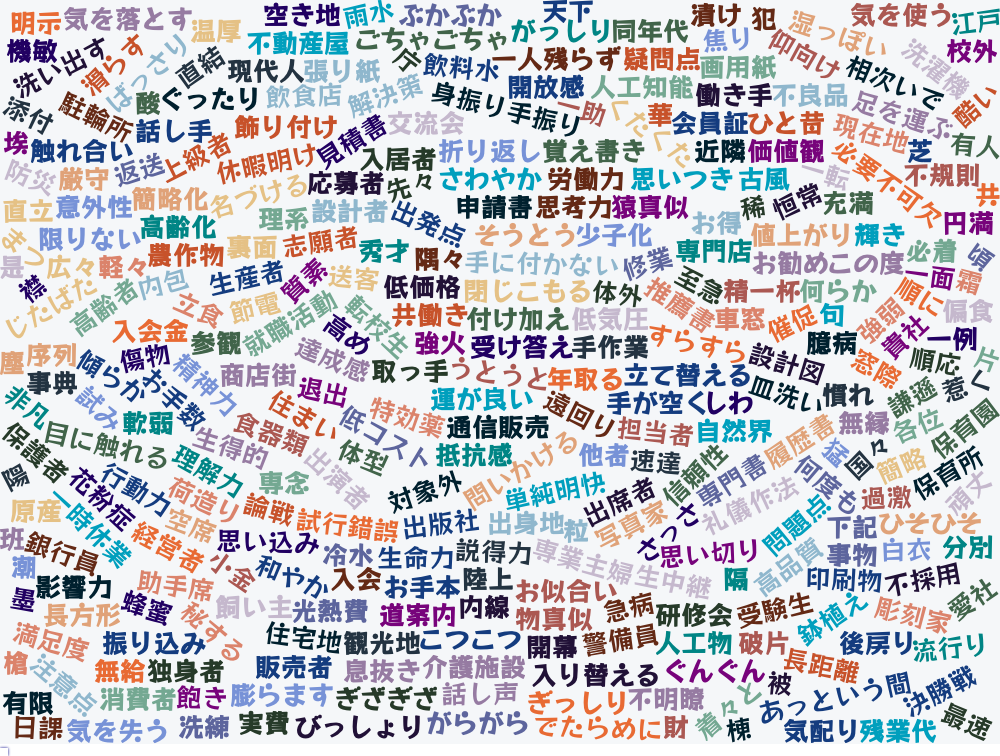 明示 気を落とす 温厚 空き地 雨水 ぶかぶか 天下 漬け 犯 気を使う 江戸
機敏 洗い出す 滑らす ばっさり 直結 不動産屋 ごちゃごちゃ がっしり 同年代 焦り 仰向け 湿っぽい 洗濯機 校外
現代人 張り紙 飲料水 一人残らず 疑問点 画用紙 相次いで
添付 駐輪所 酸 ぐったり 飲食店 解決策 身振り手振り 開放感 人工知能 働き手 不良品 足を運ぶ 酷い
埃 触れ合い 話し手 飾り付け 見積書 交流会 一助 くたくた 華 会員証 ひと昔 現在地 芝 有人
防災 厳守 返送 上級者 休暇明け 入居者 折り返し 覚え書き 近隣 価値観 必要不可欠 不規則 共
直立 意外性 簡略化 名づける 応募者 先々 さわやか 労働力 思いつき 古風 一転 円満
限りない 高齢化 理系 設計者 出発点 申請書 思考力 猿真似 お得 稀 恒常 充満
是 広々 軽々 農作物 裏面 志願者 秀才 隅々 そうとう 少子化 専門店 値上がり 輝き 必着 頃
襟 じたばた 高齢者 内包 生産者 質素 送客 手に付かない 修業 お勧め この度 一面 霜
立食 節電 低価格 閉じこもる 体外 至急 推薦書 精一杯 何らか 順に 偏食
入会金 参観 就職活動 転校生 共働き 付け加え 低気圧 車窓 催促 句 強弱 貴社 一例
塵 序列 傾らか 傷物 達成感 高め 強火 受け答え 手作業 すらすら 設計図 臆病 窓際 順応 片
事典 試み お手数 精神力 商店街 退出 取っ手 うとうと 年取る 立て替える 皿洗い 慣れ 謙遜 惹く
非凡 軟弱 食器類 住まい 低コスト 特効薬 運が良い 遠回り 手が空く しわ 無縁 各位 保育園
保護者 目に触れる 生得的 体型 通信販売 担当者 自然界 履歴書 猛 国々 簡略
陽 花粉症 行動力 理解力 専念 出演者 抵抗感 問いかける 他者 速達 信頼性 専門書 何度も 過激 保育所 頑丈
原産 一時休業 荷造り 空席 論戦 試行錯誤 対象外 単純明快 出席者 礼儀作法 問題点 下記 ひそひそ
班 銀行員 経営者 思い込み 出版社 出身地 粒 写真家 さっさ 思い切り 高品質 事物 白衣 分別
潮 影響力 助手席 小金 和やか 冷水 生命力 説得力 専業主婦 生中継 隔 印刷物 不採用
墨 長方形 蜂蜜 秘する 飼い主 入会 お手本 陸上 お似合い 急病 研修会 受験生 鉢植え 彫刻家 愛社
満足度 振り込み 光熱費 道案内 内線 物真似 警備員 人工物 破片 後戻り 流行り
槍 注意点 無給 独身者 住宅地 観光地 こつこつ 開幕 入り替える ぐんぐん 長距離 決勝戦
有限 消費者 飽き 販売者 息抜き 介護施設 不明瞭 着々と 被 あっという間
日課 気を失う 洗練 膨らます 実費 ぎざぎざ びっしょり 話し声 がらがら ぎっしり でたらめに 財 棟 気配り 残業代 最速